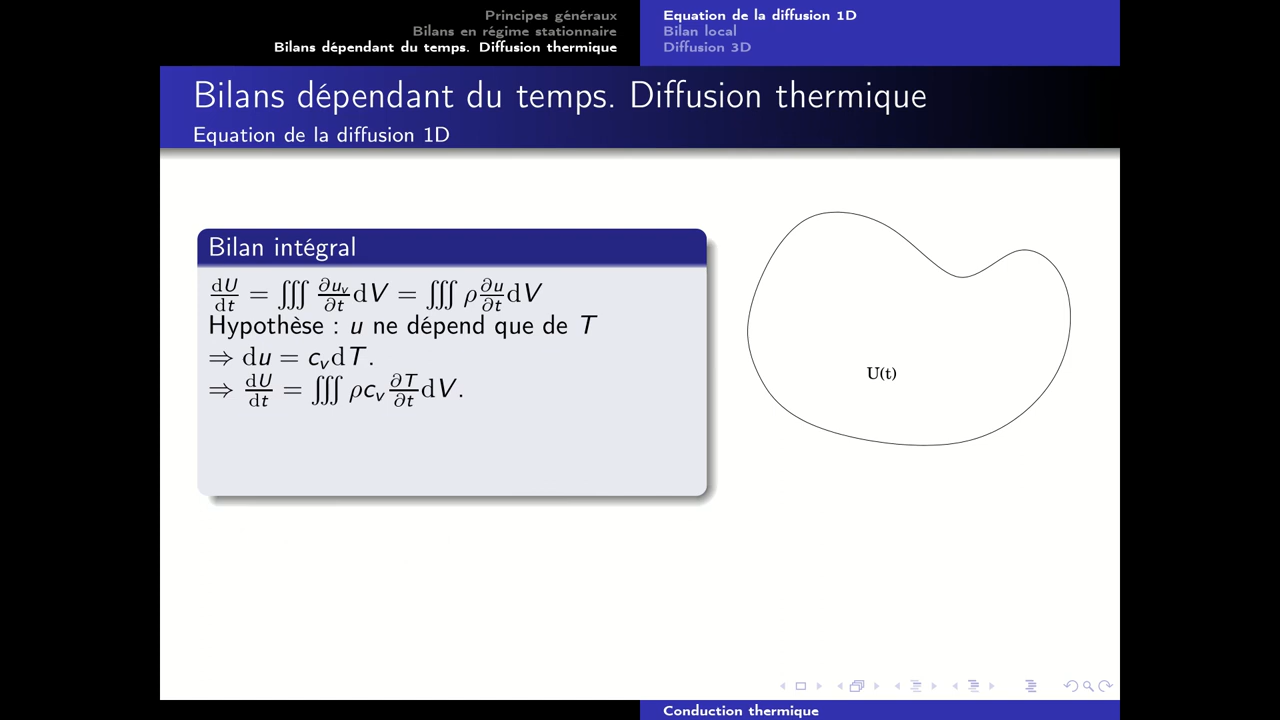 Principes généraux
Bilans en régime stationnaire
Bilans dépendant du temps. Diffusion thermique
Equation de la diffusion 1D
Bilan local
Diffusion 3D
Bilans dépendant du temps. Diffusion thermique
Equation de la diffusion 1D
Bilan intégral
dU/dt = ∭ ∂u_v/∂t dV = ∭ ρ ∂u/∂t dV
Hypothèse : u ne dépend que de T
⇒ du = c_v dT.
⇒ dU/dt = ∭ ρc_v ∂T/∂t dV.
U(t)
Conduction thermique